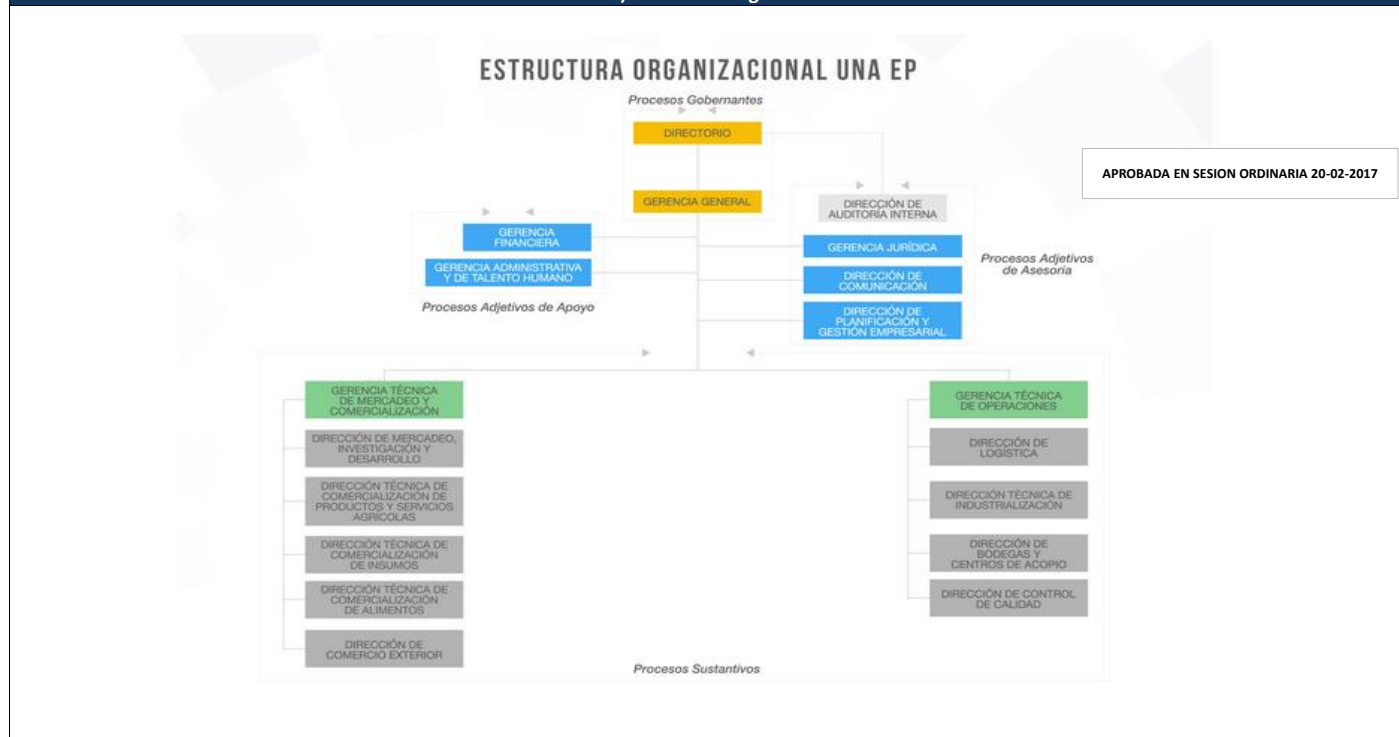 ESTRUCTURA ORGANIZACIONAL UNA EP
Procesos Gobernantes
DIRECTORIO
APROBADA EN SESION ORDINARIA 20-02-2017
GERENCIA GENERAL
DIRECCIÓN DE
AUDITORÍA INTERNA
GERENCIA
FINANCIERA
GERENCIA ADMINISTRATIVA
Y DE TALENTO HUMANO
Procesos Adjetivos de Apoyo
GERENCIA JURÍDICA
DIRECCIÓN DE
COMUNICACIÓN
DIRECCIÓN DE
PLANIFICACIÓN Y
GESTIÓN EMPRESARIAL
Procesos Adjetivos
de Asesoría
GERENCIA TÉCNICA
DE MERCADEO Y
COMERCIALIZACIÓN
DIRECCIÓN DE MERCADEO,
INVESTIGACIÓN Y
DESARROLLO
DIRECCIÓN TÉCNICA DE
COMERCIALIZACIÓN DE
PRODUCTOS Y SERVICIOS
AGRÍCOLAS
DIRECCIÓN TÉCNICA DE
COMERCIALIZACIÓN
DE INSUMOS
DIRECCIÓN TÉCNICA DE
COMERCIALIZACIÓN
DE ALIMENTOS
DIRECCIÓN DE
COMERCIO EXTERIOR
GERENCIA TÉCNICA
DE OPERACIONES
DIRECCIÓN DE
LOGÍSTICA
DIRECCIÓN TÉCNICA DE
INDUSTRIALIZACIÓN
DIRECCIÓN DE
BODEGAS Y
CENTROS DE ACOPIO
DIRECCIÓN DE CONTROL
DE CALIDAD
Procesos Sustantivos